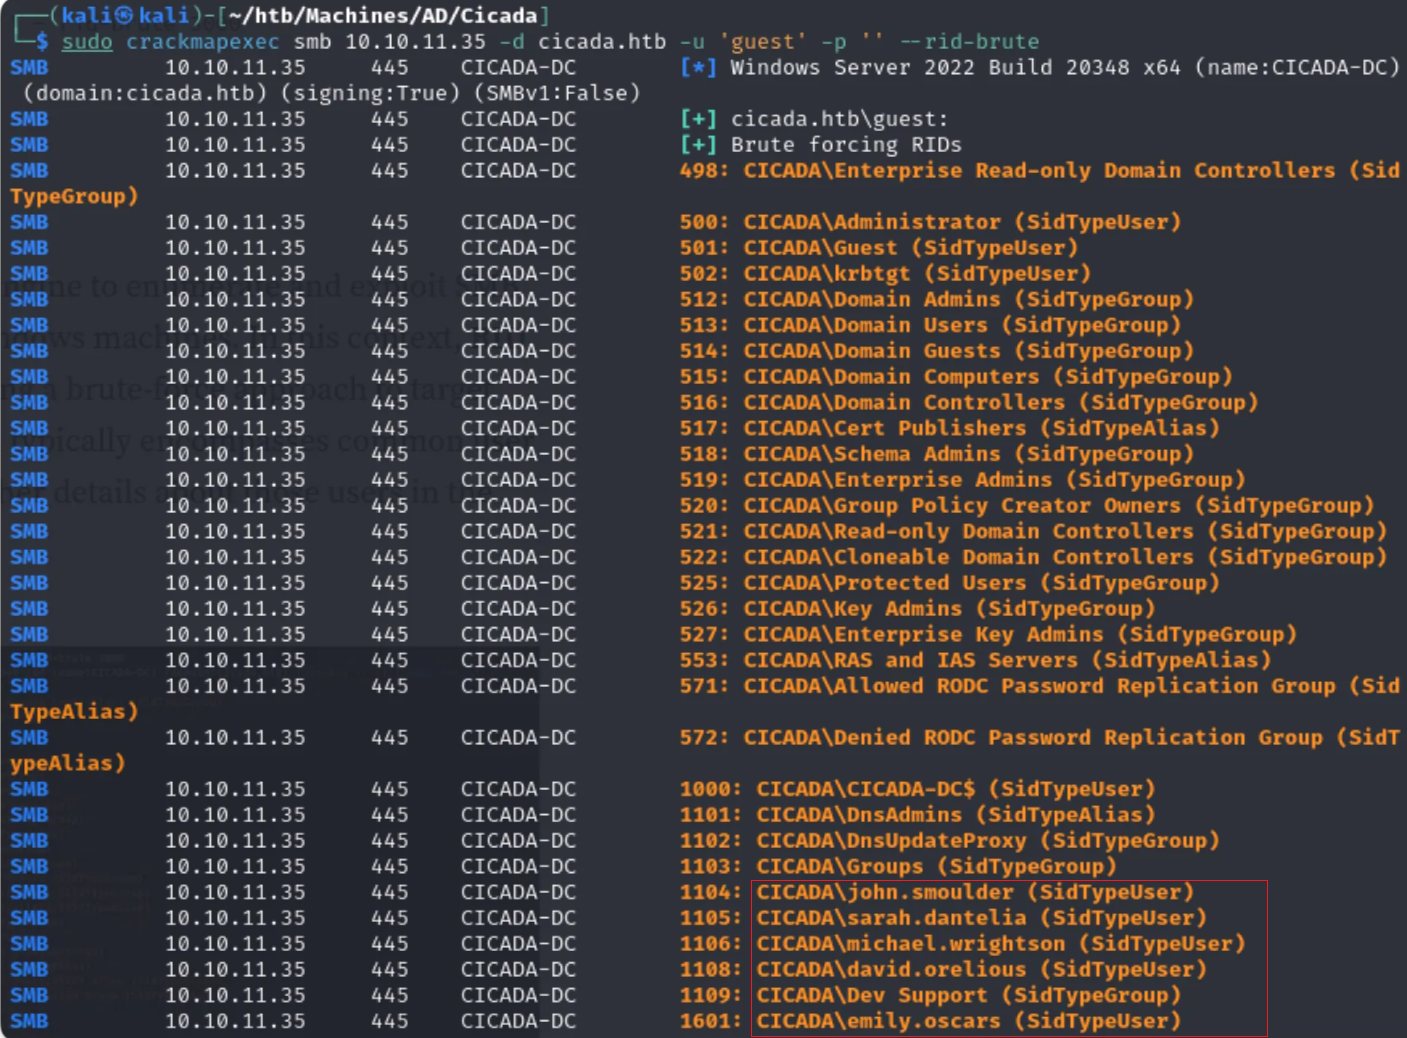 ┌──(kali㉿kali)-[~/htb/Machines/AD/Cicada]
└─$ sudo crackmapexec smb 10.10.11.35 -d cicada.htb -u 'guest' -p '' --rid-brute
SMB 10.10.11.35 445 CICADA-DC [*] Windows Server 2022 Build 20348 x64 (name:CICADA-DC)
(domain:cicada.htb) (signing:True) (SMBv1:False)
SMB 10.10.11.35 445 CICADA-DC [+] cicada.htb\guest:
SMB 10.10.11.35 445 CICADA-DC [+] Brute forcing RIDs
SMB 10.10.11.35 445 CICADA-DC 498: CICADA\Enterprise Read-only Domain Controllers (Sid
TypeGroup)
SMB 10.10.11.35 445 CICADA-DC 500: CICADA\Administrator (SidTypeUser)
SMB 10.10.11.35 445 CICADA-DC 501: CICADA\Guest (SidTypeUser)
SMB 10.10.11.35 445 CICADA-DC 502: CICADA\krbtgt (SidTypeUser)
SMB 10.10.11.35 445 CICADA-DC 512: CICADA\Domain Admins (SidTypeGroup)
SMB 10.10.11.35 445 CICADA-DC 513: CICADA\Domain Users (SidTypeGroup)
SMB 10.10.11.35 445 CICADA-DC 514: CICADA\Domain Guests (SidTypeGroup)
SMB 10.10.11.35 445 CICADA-DC 515: CICADA\Domain Computers (SidTypeGroup)
SMB 10.10.11.35 445 CICADA-DC 516: CICADA\Domain Controllers (SidTypeGroup)
SMB 10.10.11.35 445 CICADA-DC 517: CICADA\Cert Publishers (SidTypeAlias)
SMB 10.10.11.35 445 CICADA-DC 518: CICADA\Schema Admins (SidTypeGroup)
SMB 10.10.11.35 445 CICADA-DC 519: CICADA\Enterprise Admins (SidTypeGroup)
SMB 10.10.11.35 445 CICADA-DC 520: CICADA\Group Policy Creator Owners (SidTypeGroup)
SMB 10.10.11.35 445 CICADA-DC 521: CICADA\Read-only Domain Controllers (SidTypeGroup)
SMB 10.10.11.35 445 CICADA-DC 522: CICADA\Cloneable Domain Controllers (SidTypeGroup)
SMB 10.10.11.35 445 CICADA-DC 525: CICADA\Protected Users (SidTypeGroup)
SMB 10.10.11.35 445 CICADA-DC 526: CICADA\Key Admins (SidTypeGroup)
SMB 10.10.11.35 445 CICADA-DC 527: CICADA\Enterprise Key Admins (SidTypeGroup)
SMB 10.10.11.35 445 CICADA-DC 553: CICADA\RAS and IAS Servers (SidTypeAlias)
SMB 10.10.11.35 445 CICADA-DC 571: CICADA\Allowed RODC Password Replication Group (Sid
TypeAlias)
SMB 10.10.11.35 445 CICADA-DC 572: CICADA\Denied RODC Password Replication Group (SidT
ypeAlias)
SMB 10.10.11.35 445 CICADA-DC 1000: CICADA\CICADA-DC$ (SidTypeUser)
SMB 10.10.11.35 445 CICADA-DC 1101: CICADA\DnsAdmins (SidTypeAlias)
SMB 10.10.11.35 445 CICADA-DC 1102: CICADA\DnsUpdateProxy (SidTypeGroup)
SMB 10.10.11.35 445 CICADA-DC 1103: CICADA\Groups (SidTypeGroup)
SMB 10.10.11.35 445 CICADA-DC 1104: CICADA\john.smoulder (SidTypeUser)
SMB 10.10.11.35 445 CICADA-DC 1105: CICADA\sarah.dantelia (SidTypeUser)
SMB 10.10.11.35 445 CICADA-DC 1106: CICADA\michael.wrightson (SidTypeUser)
SMB 10.10.11.35 445 CICADA-DC 1108: CICADA\david.orelious (SidTypeUser)
SMB 10.10.11.35 445 CICADA-DC 1109: CICADA\Dev Support (SidTypeGroup)
SMB 10.10.11.35 445 CICADA-DC 1601: CICADA\emily.oscars (SidTypeUser)